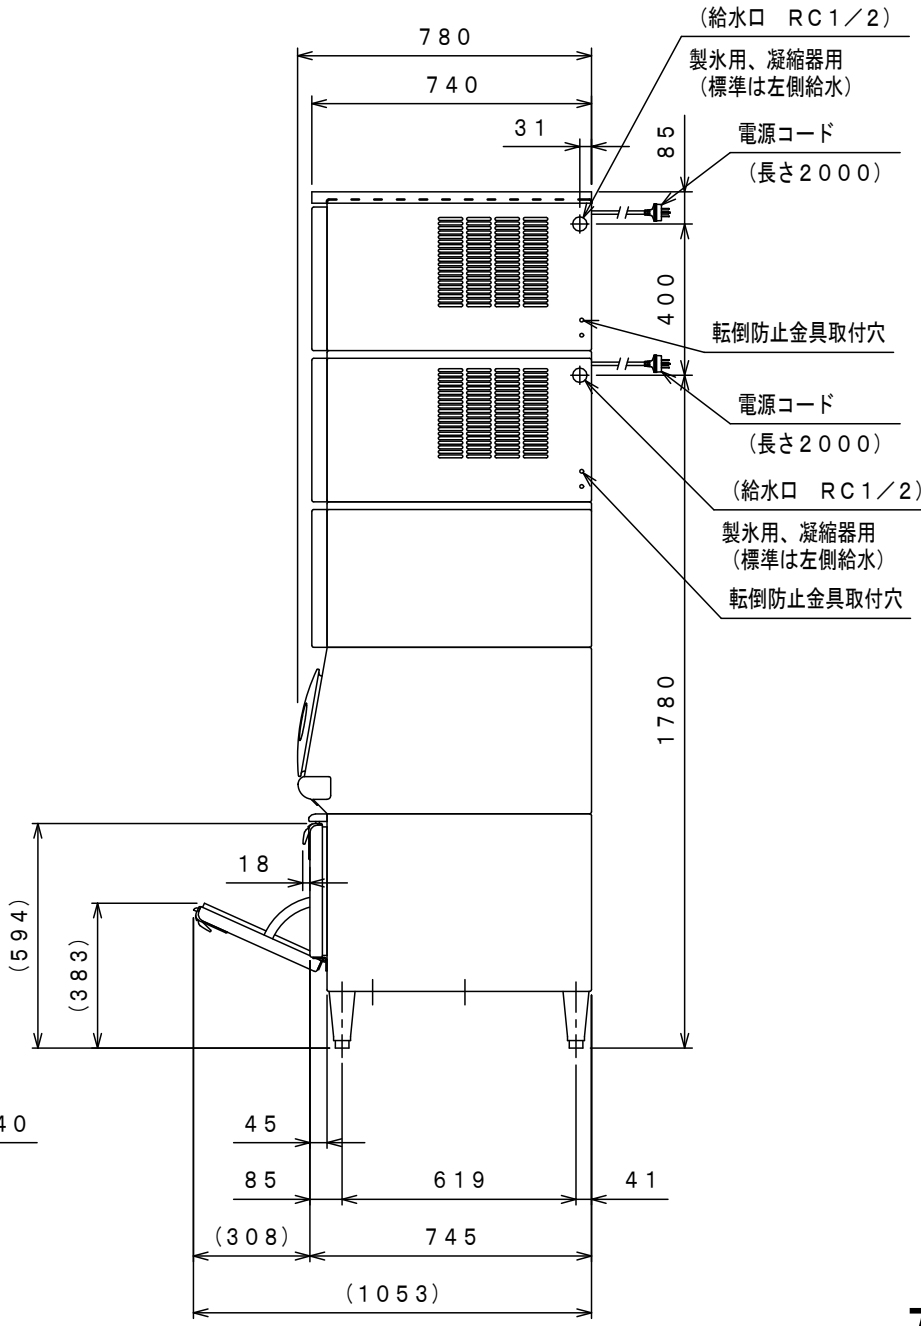 (給水口 RC1/2)
780
製氷用、凝縮器用
(標準は左側給水)
740
31
85
電源コード
(長さ2000)
400
転倒防止金具取付穴
電源コード
(長さ2000)
(給水口 RC1/2)
製氷用、凝縮器用
(標準は左側給水)
転倒防止金具取付穴
1780
18
(594)
(383)
40
45
85
619
41
(308)
745
(1053)